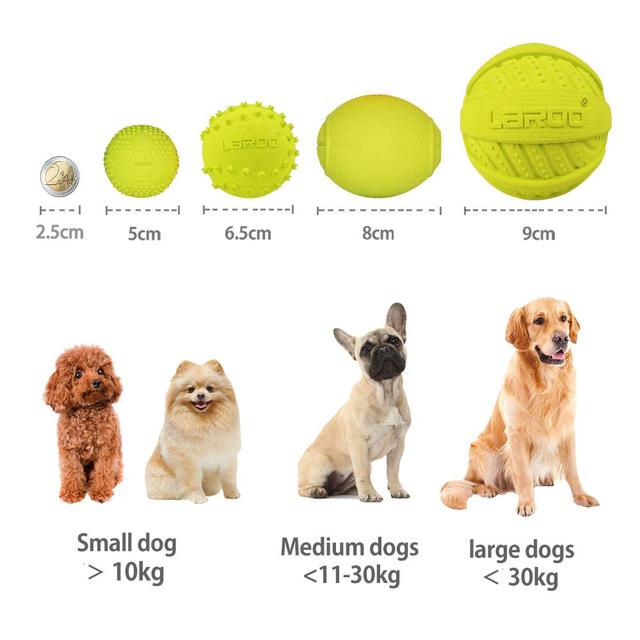 LaROO
LaROO
®
2.5cm
5cm
6.5cm
8cm
9cm
Small dog
> 10kg
Medium dogs
<11-30kg
large dogs
< 30kg